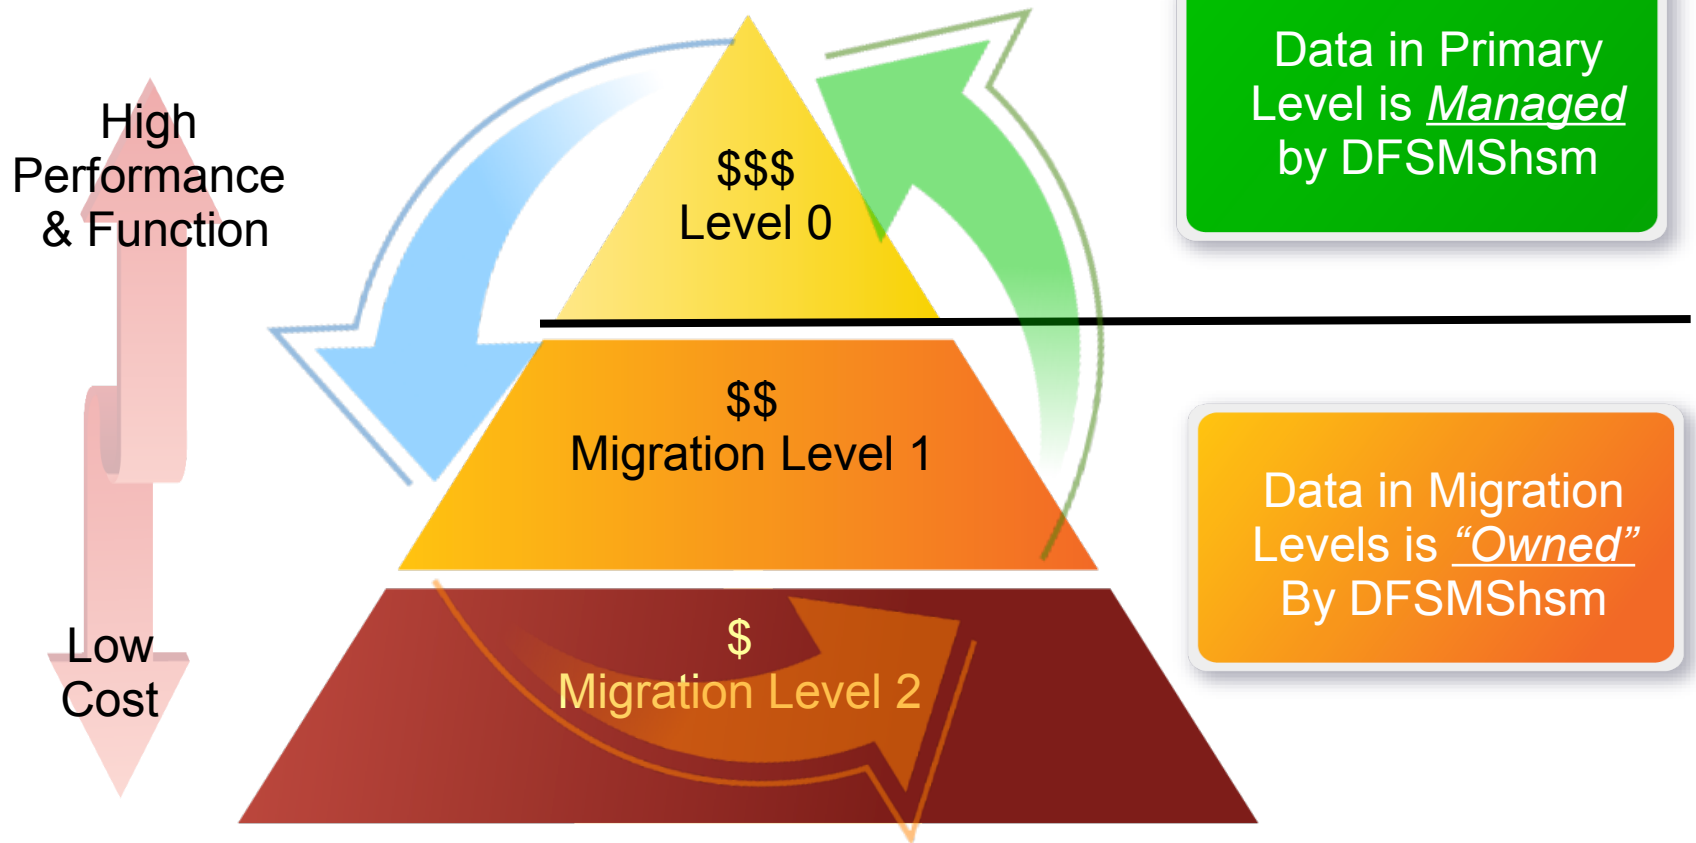 High
Performance
& Function
Low
Cost
$$$
Level 0
$$
Migration Level 1
$
Migration Level 2
Data in Primary
Level is Managed
by DFSMShsm
Data in Migration
Levels is “Owned”
By DFSMShsm